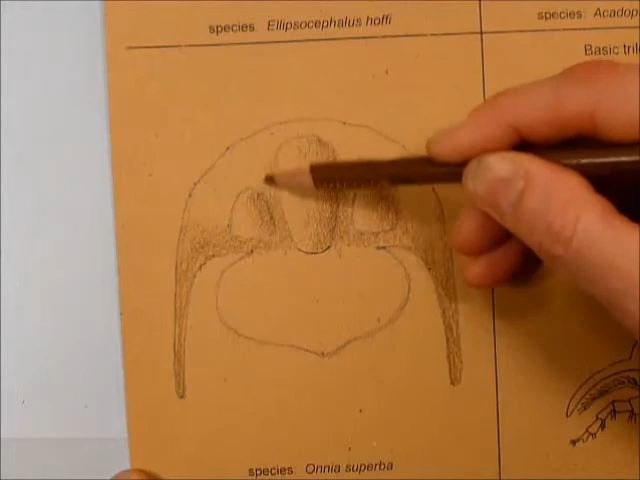 species: Ellipsocephalus hoffi
species: Acadop
Basic tril
species: Onnia superba